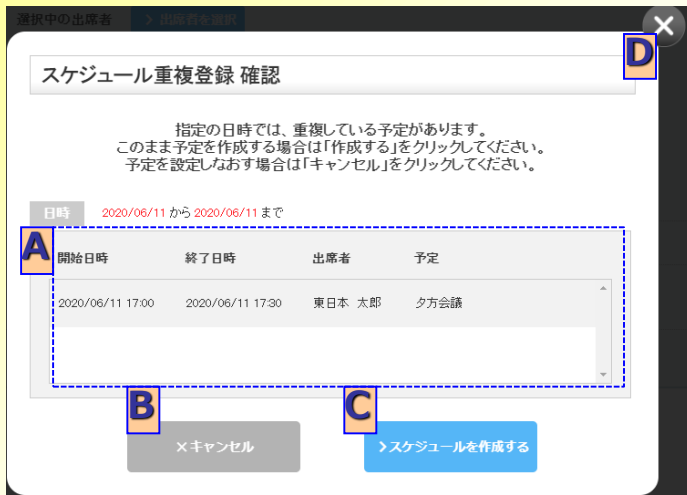 選択中の出席者 > 出席者を選択
×
D
スケジュール重複登録 確認
指定の日時では、重複している予定があります。
このまま予定を作成する場合は「作成する」をクリックしてください。
予定を設定しなおす場合は「キャンセル」をクリックしてください。
日時 2020/06/11 から 2020/06/11 まで
A
開始日時 終了日時 出席者 予定
2020/06/11 17:00 2020/06/11 17:30 東日本 太郎 夕方会議
B C
×キャンセル >スケジュールを作成する